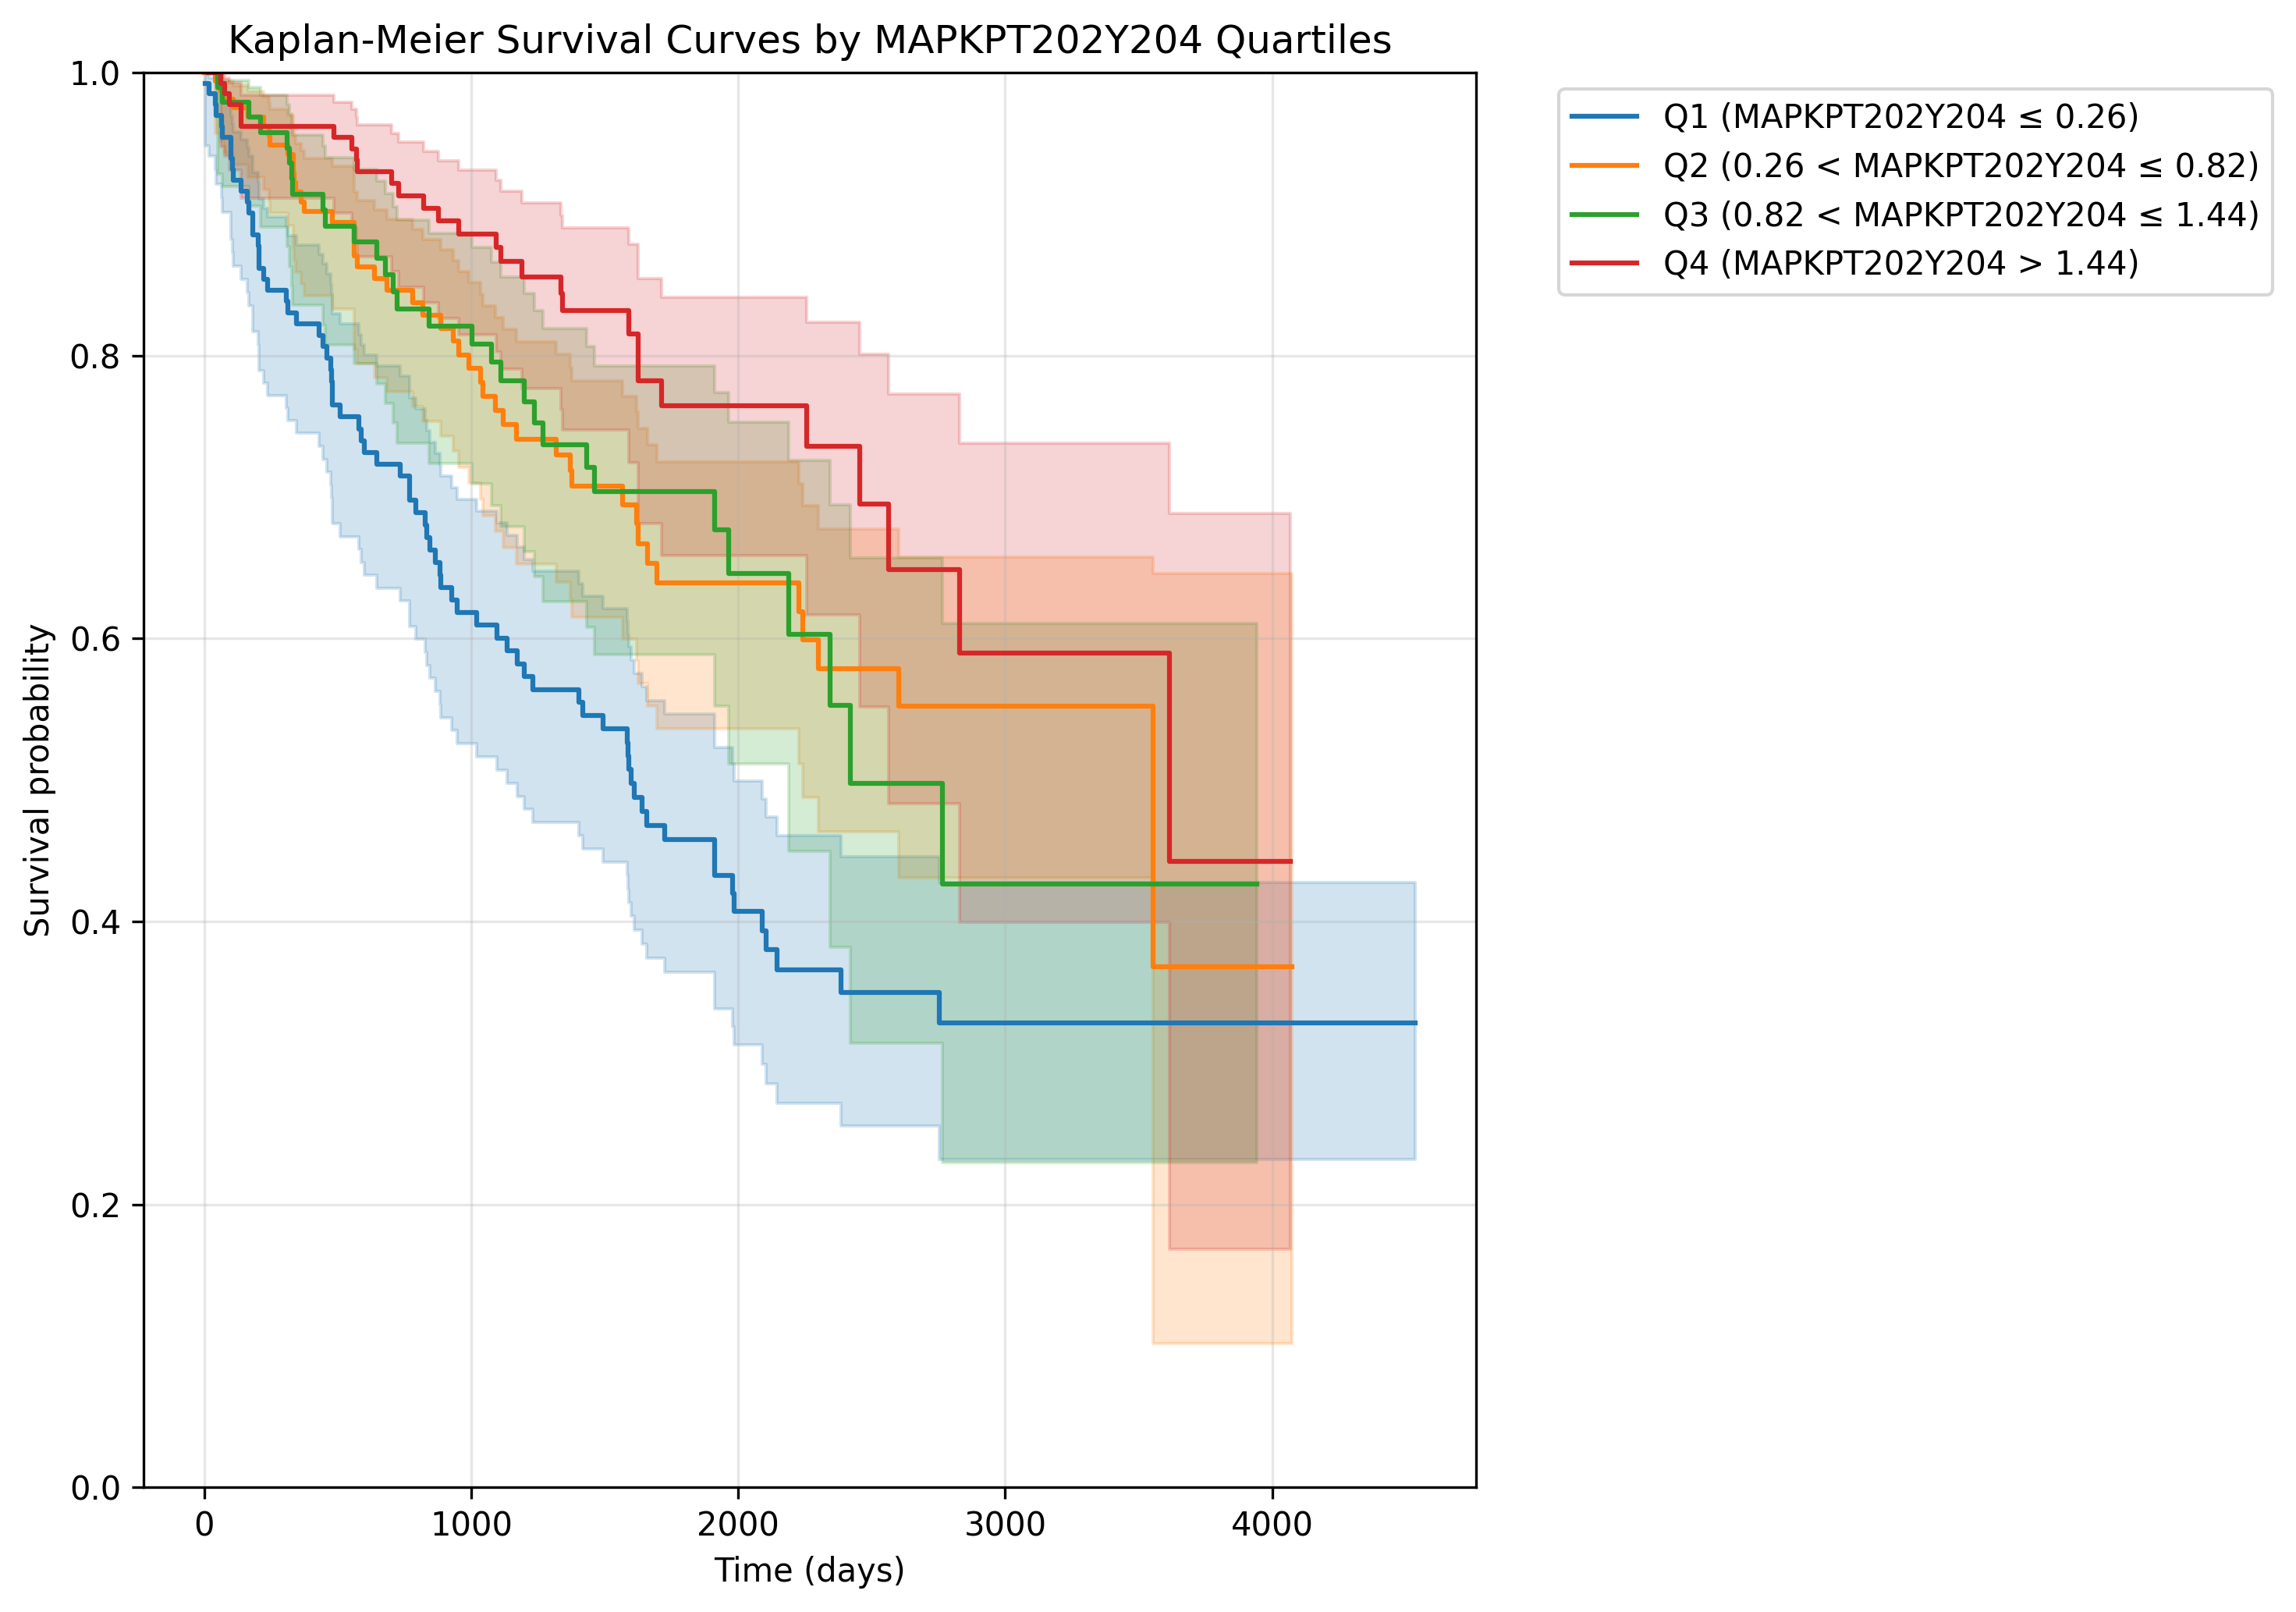 Kaplan-Meier Survival Curves by MAPKPT202Y204 Quartiles
1.0
0.8
0.6
0.4
0.2
0.0
Survival probability
0 1000 2000 3000 4000
Time (days)
Q1 (MAPKPT202Y204 ≤ 0.26)
Q2 (0.26 < MAPKPT202Y204 ≤ 0.82)
Q3 (0.82 < MAPKPT202Y204 ≤ 1.44)
Q4 (MAPKPT202Y204 > 1.44)